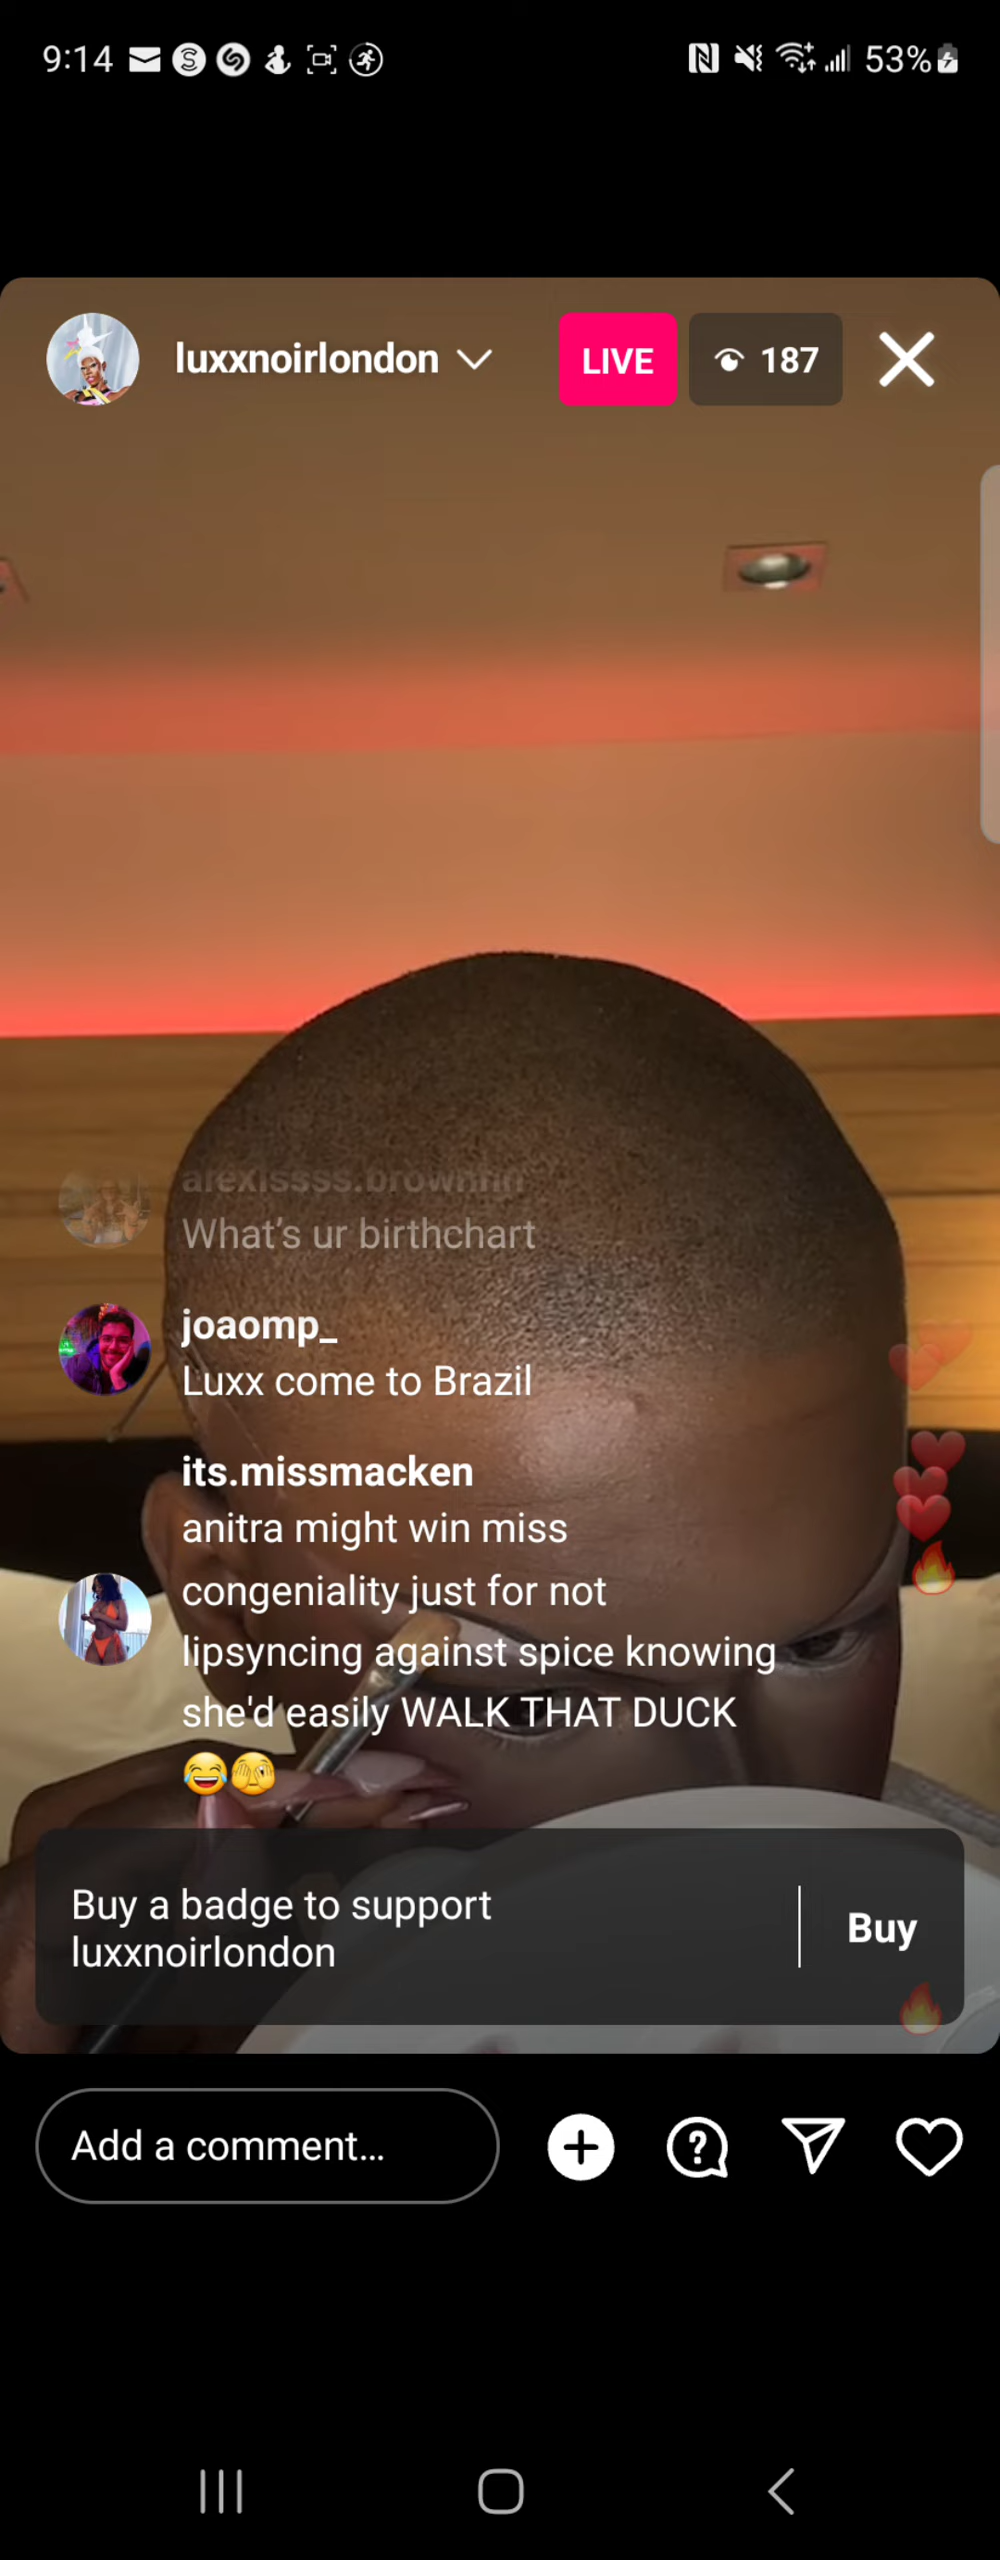 9:14
53%
luxxnoirlondon
LIVE
187
arexissss.brownnn
What's ur birthchart
joaomp_
Luxx come to Brazil
its.missmacken
anitra might win miss
congeniality just for not
lipsyncing against spice knowing
she'd easily WALK THAT DUCK
😂🫣
Buy a badge to support
luxxnoirlondon
Buy
Add a comment...